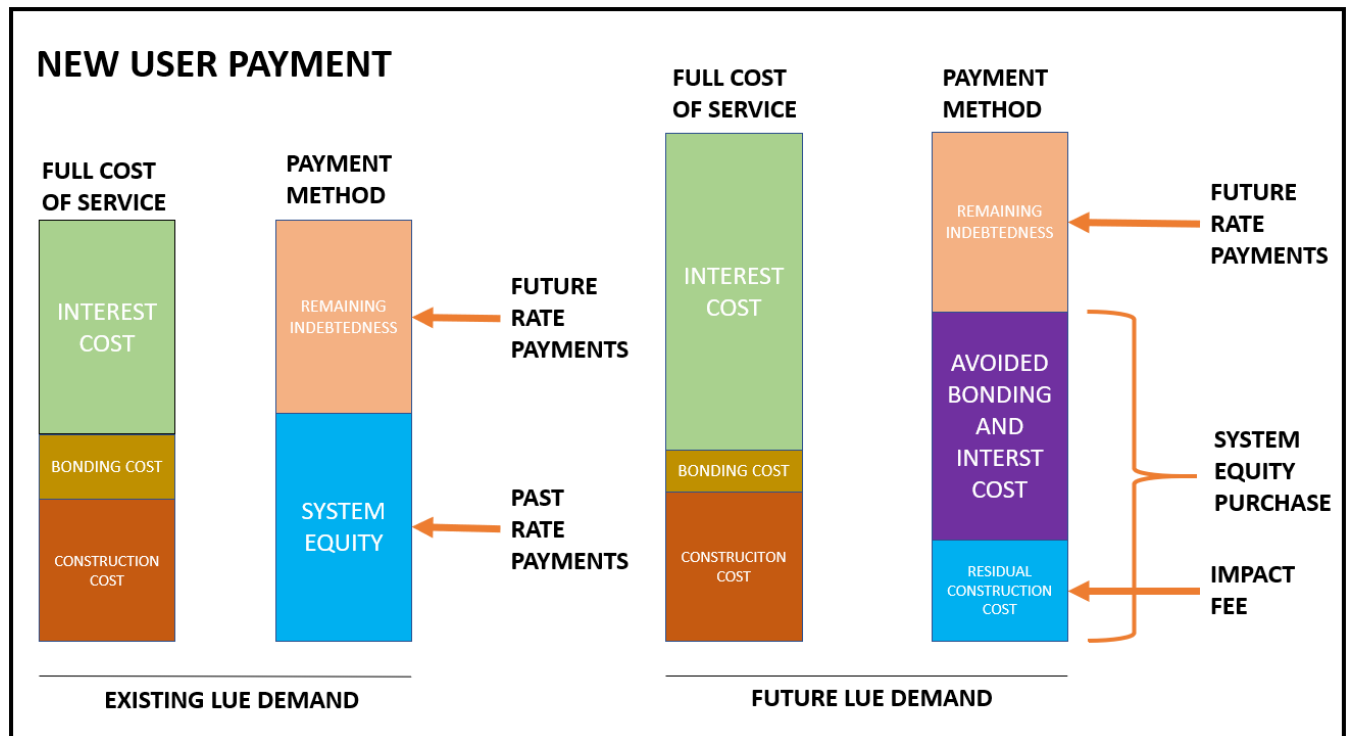 NEW USER PAYMENT
FULL COST
OF SERVICE
PAYMENT
METHOD
INTEREST
COST
BONDING COST
CONSTRUCTION
COST
REMAINING
INDEBTEDNESS
SYSTEM
EQUITY
FUTURE
RATE
PAYMENTS
PAST
RATE
PAYMENTS
EXISTING LUE DEMAND
FULL COST
OF SERVICE
PAYMENT
METHOD
INTEREST
COST
BONDING COST
CONSTRUCITON
COST
REMAINING
INDEBTEDNESS
AVOIDED
BONDING
AND
INTERST
COST
RESIDUAL
CONSTRUCTION
COST
FUTURE
RATE
PAYMENTS
SYSTEM
EQUITY
PURCHASE
IMPACT
FEE
FUTURE LUE DEMAND